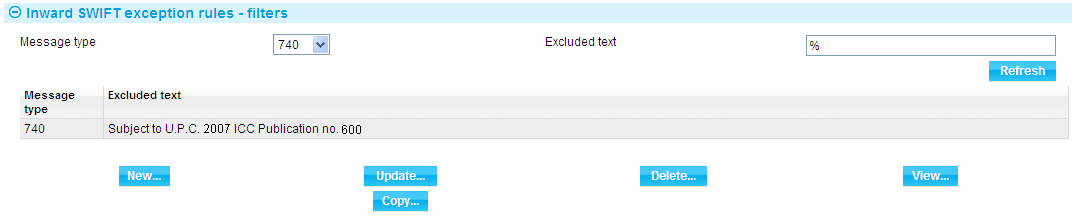 Inward SWIFT exception rules - filters
Message type 740 Excluded text %
Refresh
Message type Excluded text
740 Subject to U.P.C. 2007 ICC Publication no. 600
New... Update... Delete... View...
Copy...